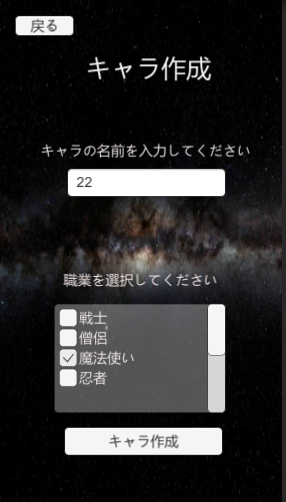 戻る
キャラ作成
キャラの名前を入力してください
22
職業を選択してください
戦士
僧侶
魔法使い
忍者
キャラ作成